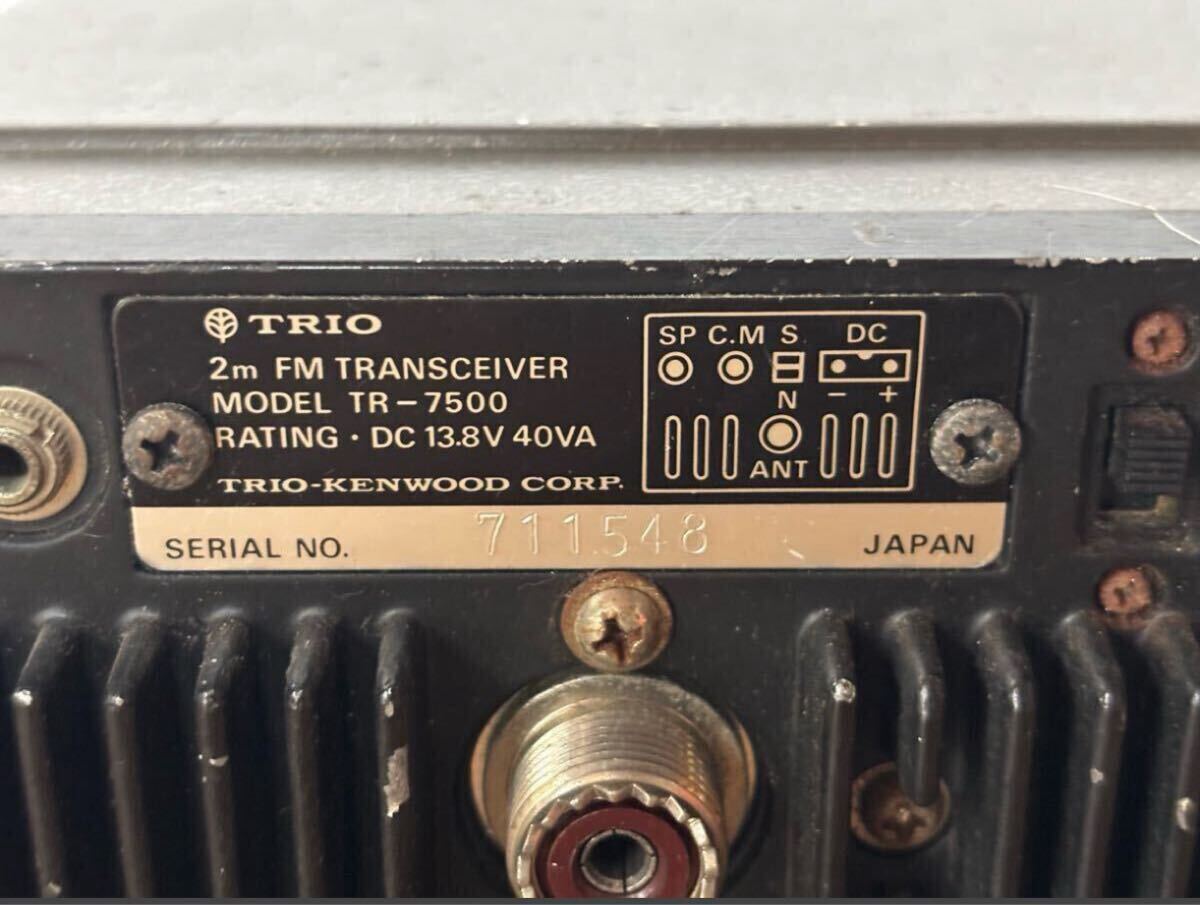 TRIO
2m FM TRANSCEIVER
MODEL TR-7500
RATING · DC 13.8V 40VA
TRIO-KENWOOD CORP.
SP C.M S. DC
N - +
ANT
SERIAL NO. 711548 JAPAN